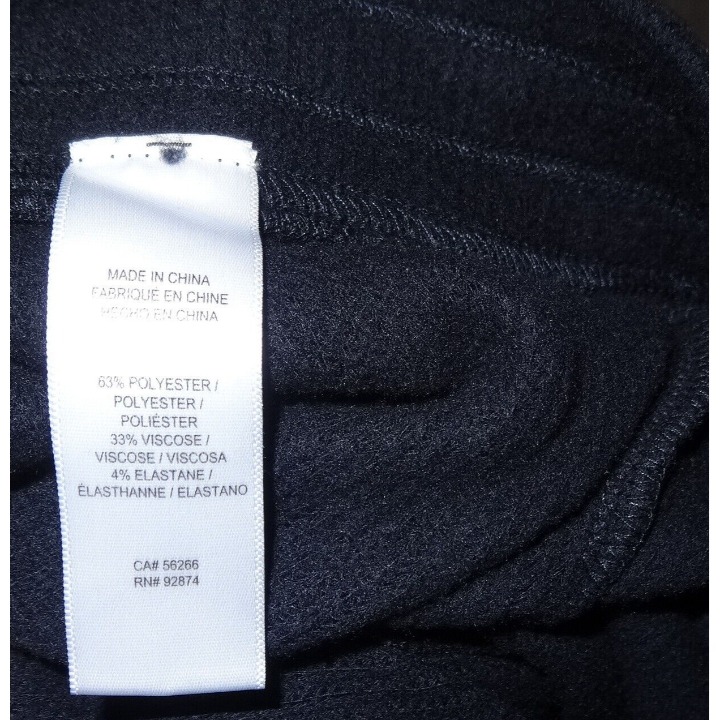 MADE IN CHINA
FABRIQUÉ EN CHINE
HECHO EN CHINA
63% POLYESTER /
POLYESTER /
POLIÉSTER
33% VISCOSE /
VISCOSE / VISCOSA
4% ELASTANE /
ÉLASTHANNE / ELASTANO
CA# 56266
RN# 92874